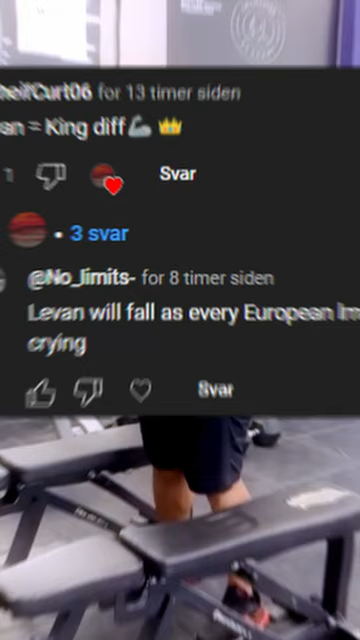 for 13 timer siden
= King diff💪 👑
1
Svar
• 3 svar
@No_limits- for 8 timer siden
Levan will fall as every European
crying
Svar